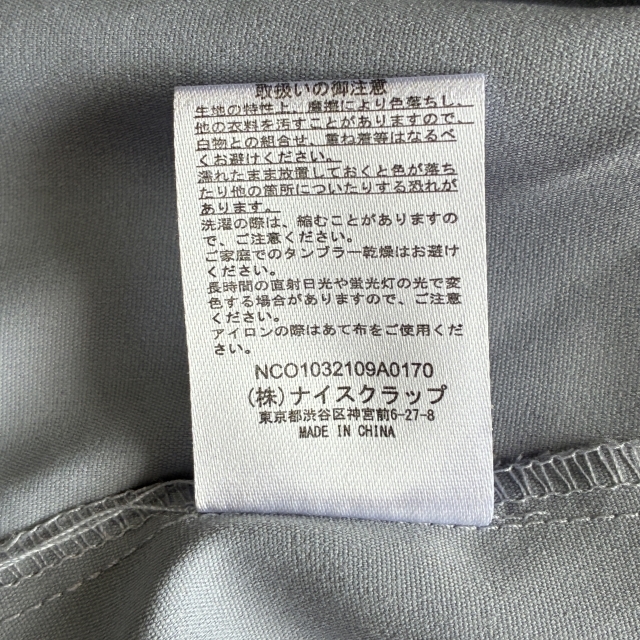 取扱いの御注意
生地の特性上、摩擦により色落ちし、
他の衣料を汚すことがありますので、
白物との組合せ、重ね着等はなるべ
くお避けください。
濡れたまま放置しておくと色が落ち
たり他の箇所についたりする恐れが
あります。
洗濯の際は、縮むことがあります
ので、ご注意ください。
ご家庭でのタンブラー乾燥はお避け
ください。
長時間の直射日光や蛍光灯の光で変
色する場合がありますので、ご注意
ください。
アイロンの際はあて布をご使用くだ
さい。
NCO1032109A0170
(株)ナイスクラップ
東京都渋谷区神宮前6-27-8
MADE IN CHINA